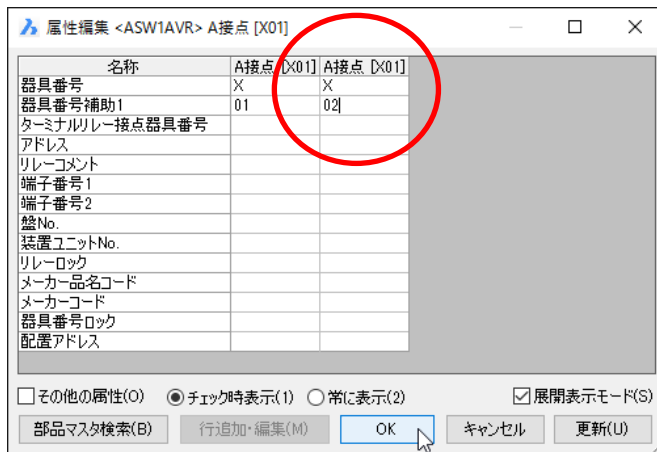 属性編集 <ASW1AVR> A接点 [X01]
名称 A接点 [X01] A接点 [X01]
器具番号 X X
器具番号補助1 01 02
ターミナルリレー接点器具番号
アドレス
リレーコメント
端子番号1
端子番号2
盤No.
装置ユニットNo.
リレーロック
メーカー品名コード
メーカーコード
器具番号ロック
配置アドレス
その他の属性(O) チェック時表示(1) 常に表示(2) 展開表示モード(S)
部品マスタ検索(B) 行追加・編集(M) OK キャンセル 更新(U)